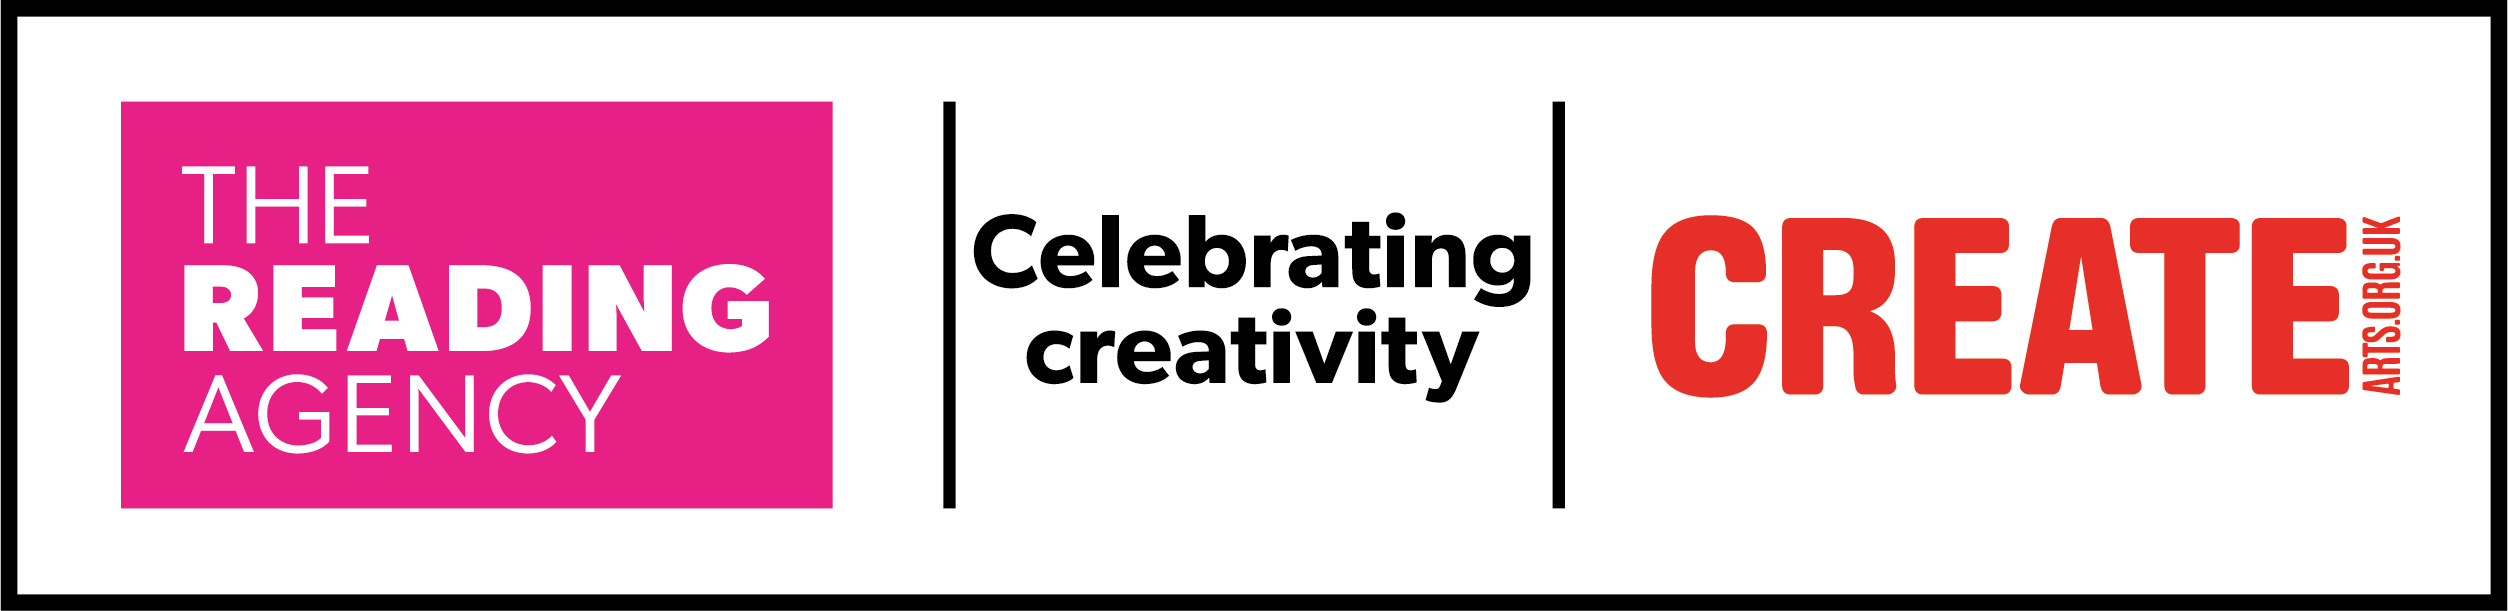 THE
READING
AGENCY
Celebrating
creativity
CREATE
ARTS.ORG.UK